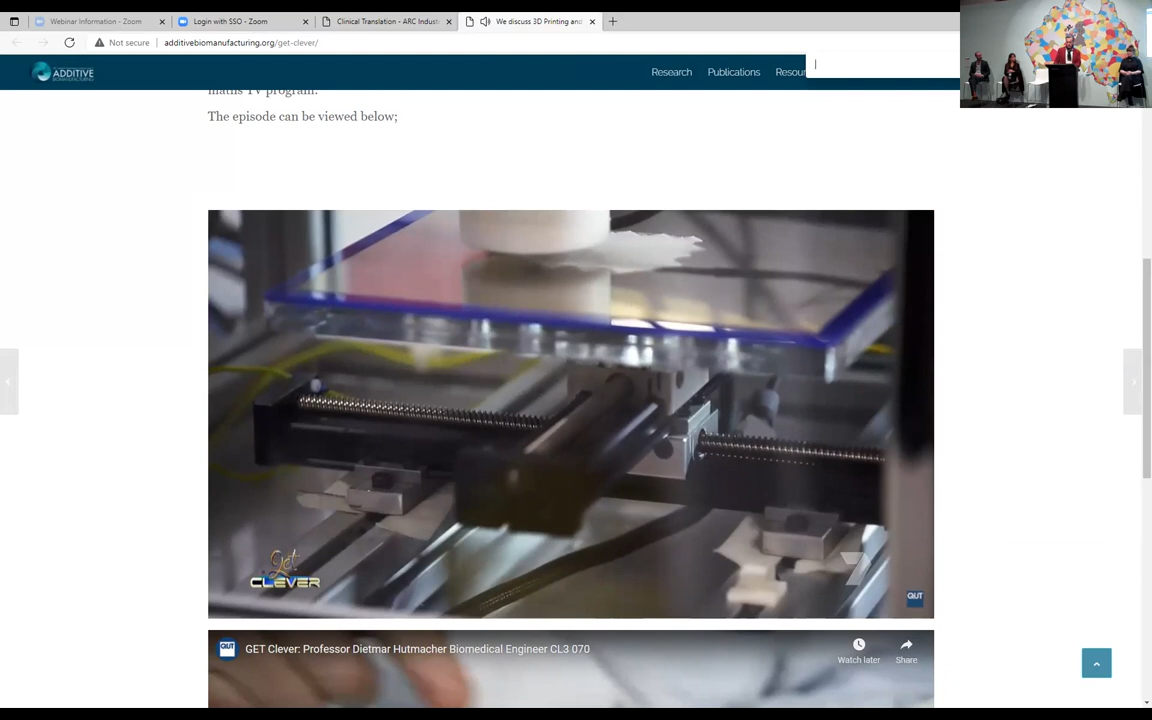 Webinar Information - Zoom
Login with SSO - Zoom
Clinical Translation - ARC Indust
We discuss 3D Printing and
Not secure
additivebiomanufacturing.org/get-clever/
ADDITIVE
Research
Publications
Resour
maths TV program.
The episode can be viewed below;
Get
CLEVER
7
QUT
QUT
GET Clever: Professor Dietmar Hutmacher Biomedical Engineer CL3 070
Watch later
Share